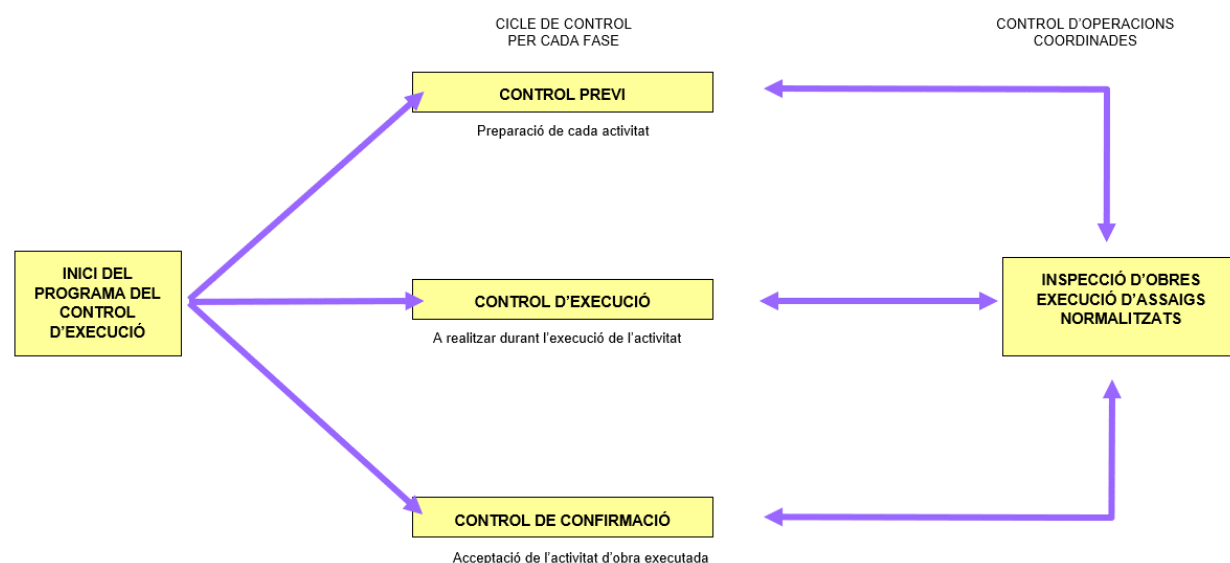 CICLE DE CONTROL
PER CADA FASE
CONTROL D'OPERACIONS
COORDINADES
CONTROL PREVI
Preparació de cada activitat
INICI DEL
PROGRAMA DEL
CONTROL
D'EXECUCIÓ
CONTROL D'EXECUCIÓ
A realitzar durant l'execució de l'activitat
INSPECCIÓ D'OBRES
EXECUCIÓ D'ASSAIGS
NORMALITZATS
CONTROL DE CONFIRMACIÓ
Acceptació de l'activitat d'obra executada